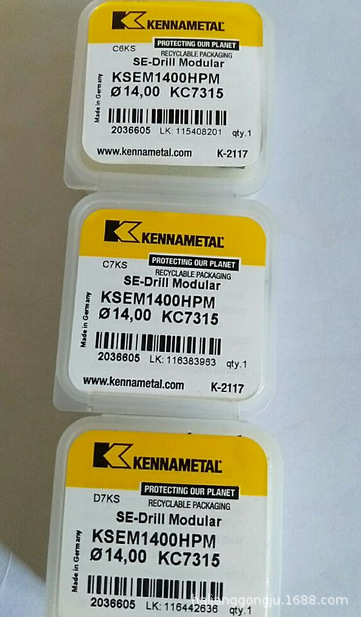 KENNAMETAL
C6KS
PROTECTING OUR PLANET
RECYCLABLE PACKAGING
SE-Drill Modular
KSEM1400HPM
Ø14,00 KC7315
Made in Germany
2036605 LK: 115408201 qty.1
www.kennametal.com K-2117
KENNAMETAL
C7KS
PROTECTING OUR PLANET
RECYCLABLE PACKAGING
SE-Drill Modular
KSEM1400HPM
Ø14,00 KC7315
Made in Germany
2036605 LK: 116383963 qty.1
www.kennametal.com K-2117
KENNAMETAL
D7KS
PROTECTING OUR PLANET
RECYCLABLE PACKAGING
SE-Drill Modular
KSEM1400HPM
Ø14,00 KC7315
Made in Germany
2036605 LK: 116442636 qty.1